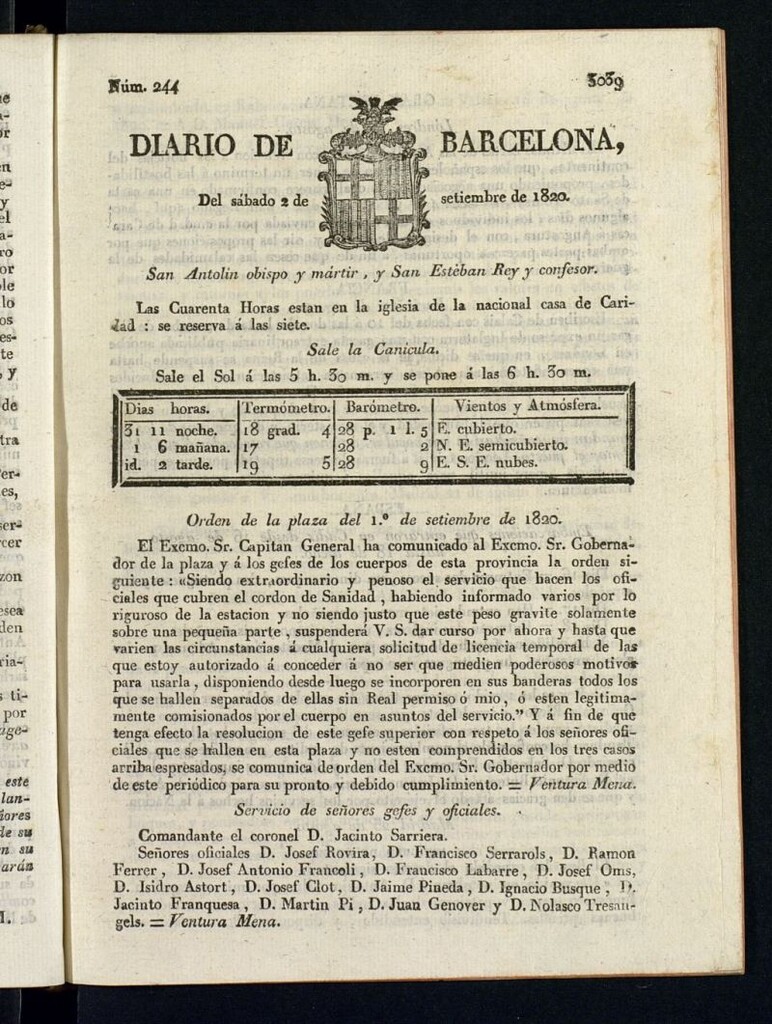 Núm. 244 3039
DIARIO DE BARCELONA,
Del sábado 2 de setiembre de 1820.
San Antolin obispo y mártir, y San Estéban Rey y confesor.
Las Cuarenta Horas estan en la iglesia de la nacional casa de Cari-
dad : se reserva á las siete.
Sale la Canícula.
Sale el Sol á las 5 h. 30 m. y se pone á las 6 h. 30 m.
Dias horas. Termómetro. Barómetro. Vientos y Atmósfera.
31 11 noche. 18 grad. 4 28 p. 1 l. 5 E. cubierto.
1 6 mañana. 17 28 2 N. E. semicubierto.
id. 2 tarde. 19 5 28 9 E. S. E. nubes.
Orden de la plaza del 1.º de setiembre de 1820.
El Excmo. Sr. Capitan General ha comunicado al Excmo. Sr. Goberna-
dor de la plaza y á los gefes de los cuerpos de esta provincia la orden si-
guiente : «Siendo extraordinario y penoso el servicio que hacen los ofi-
ciales que cubren el cordon de Sanidad , habiendo informado varios por lo
riguroso de la estacion y no siendo justo que este peso gravite solamente
sobre una pequeña parte , suspenderá V. S. dar curso por ahora y hasta que
varien las circunstancias á cualquiera solicitud de licencia temporal de las
que estoy autorizado á conceder á no ser que medien poderosos motivos
para usarla , disponiendo desde luego se incorporen en sus banderas todos los
que se hallen separados de ellas sin Real permiso ó mio, ó esten legitima-
mente comisionados por el cuerpo en asuntos del servicio.” Y á fin de que
tenga efecto la resolucion de este gefe superior con respeto á los señores ofi-
ciales que se hallen en esta plaza y no esten comprendidos en los tres casos
arriba espresados, se comunica de orden del Excmo. Sr. Gobernador por medio
de este periódico para su pronto y debido cumplimiento. = Ventura Mena.
Servicio de señores gefes y oficiales.
Comandante el coronel D. Jacinto Sarriera.
Señores oficiales D. Josef Rovira, D. Francisco Serrarols, D. Ramon
Ferrer , D. Josef Antonio Francoli , D. Francisco Labarre, D. Josef Oms,
D. Isidro Astort, D. Josef Clot, D. Jaime Pineda, D. Ignacio Busque , D.
Jacinto Franquesa, D. Martin Pi, D. Juan Genover y D. Nolasco Tresan-
gels. = Ventura Mena.